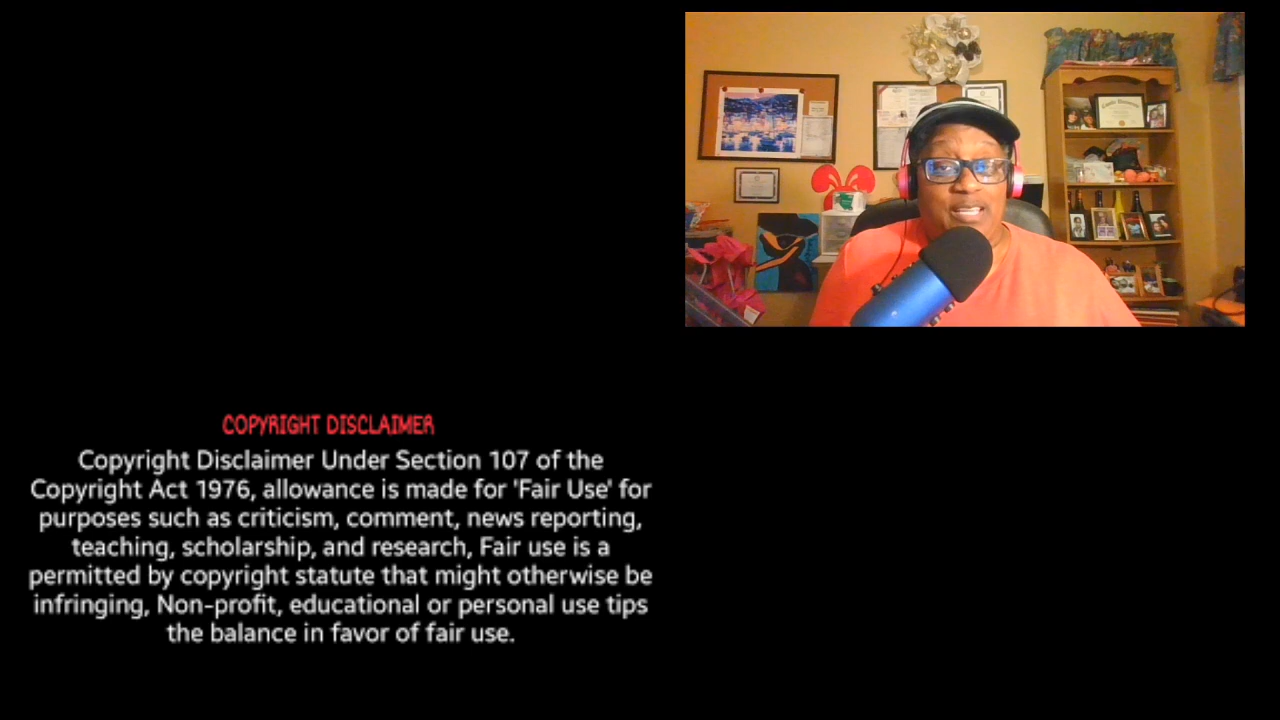 COPYRIGHT DISCLAIMER
Copyright Disclaimer Under Section 107 of the
Copyright Act 1976, allowance is made for 'Fair Use' for
purposes such as criticism, comment, news reporting,
teaching, scholarship, and research, Fair use is a
permitted by copyright statute that might otherwise be
infringing, Non-profit, educational or personal use tips
the balance in favor of fair use.